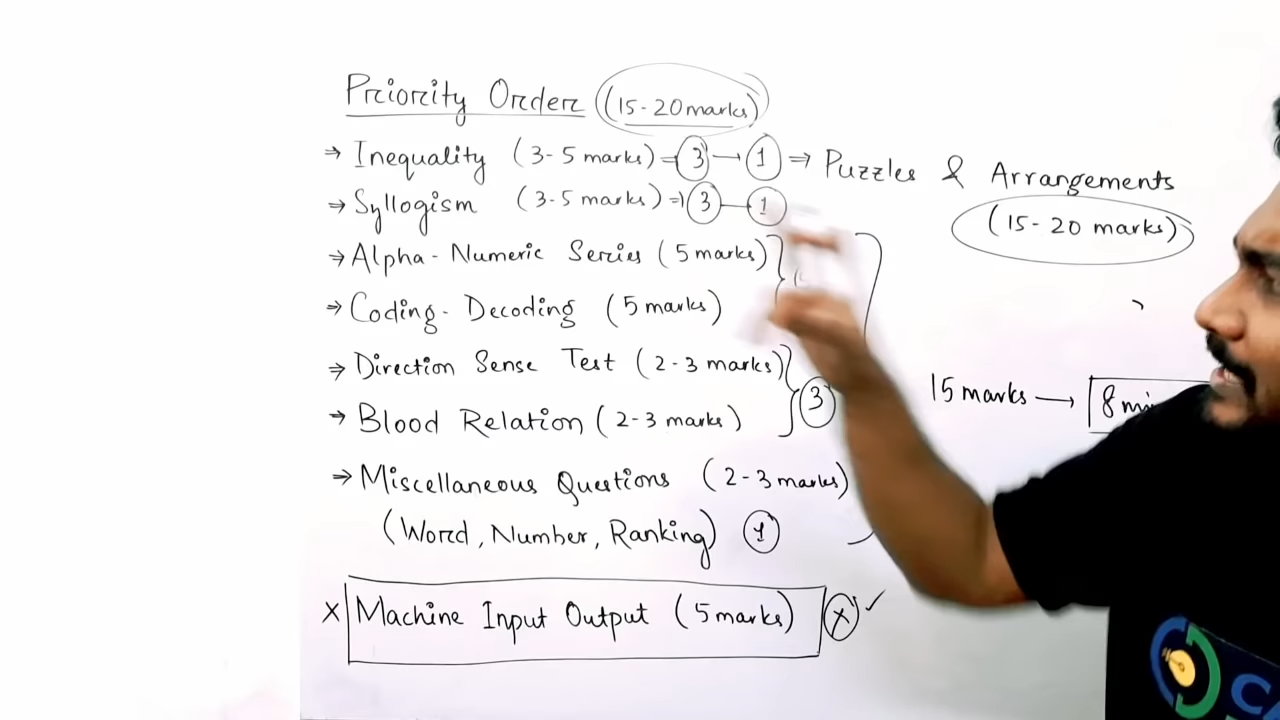 Priority Order (15-20 marks)
⇒ Inequality (3-5 marks) ⇒ 3 — 1 ⇒ Puzzles & Arrangements
(15-20 marks)
⇒ Syllogism (3-5 marks) ⇒ 3 — 1
⇒ Alpha-Numeric Series (5 marks)
⇒ Coding-Decoding (5 marks)
⇒ Direction Sense Test (2-3 marks)
⇒ Blood Relation (2-3 marks) 3
15 marks → 8
⇒ Miscellaneous Questions (2-3 marks)
(Word, Number, Ranking) 1
X Machine Input Output (5 marks) X ✓